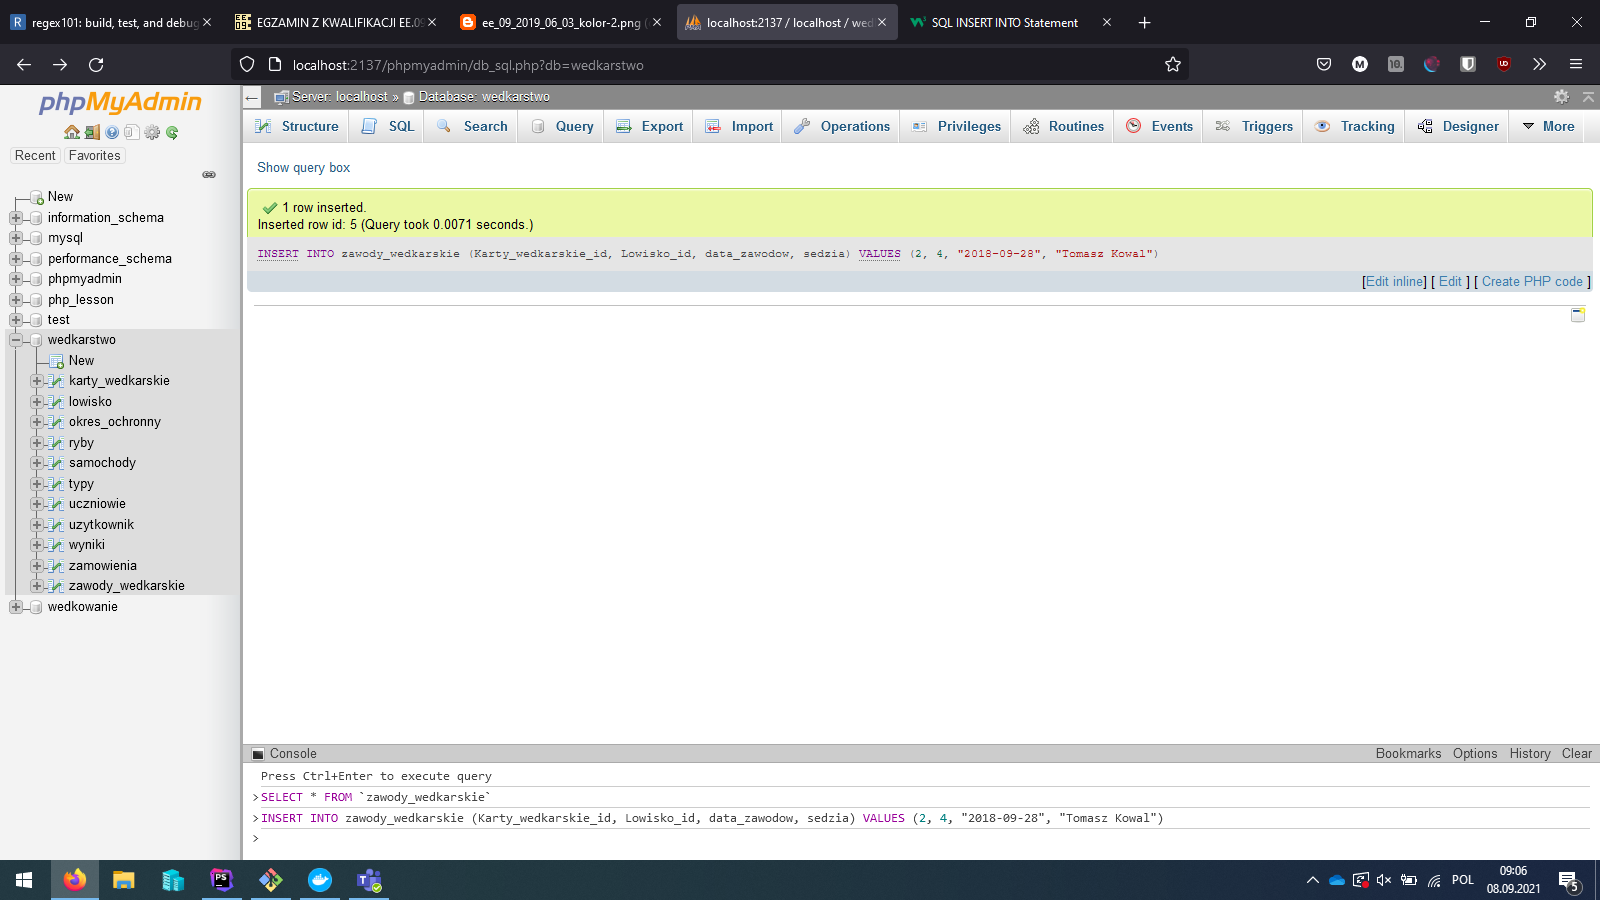 regex101: build, test, and debug
EGZAMIN Z KWALIFIKACJI EE.09
ee_09_2019_06_03_kolor-2.png (
localhost:2137 / localhost / wed
SQL INSERT INTO Statement
localhost:2137/phpmyadmin/db_sql.php?db=wedkarstwo
phpMyAdmin
Recent
Favorites
New
information_schema
mysql
performance_schema
phpmyadmin
php_lesson
test
wedkarstwo
New
karty_wedkarskie
lowisko
okres_ochronny
ryby
samochody
typy
uczniowie
uzytkownik
wyniki
zamowienia
zawody_wedkarskie
wedkowanie
Server: localhost » Database: wedkarstwo
Structure SQL Search Query Export Import Operations Privileges Routines Events Triggers Tracking Designer More
Show query box
1 row inserted.
Inserted row id: 5 (Query took 0.0071 seconds.)
INSERT INTO zawody_wedkarskie (Karty_wedkarskie_id, Lowisko_id, data_zawodow, sedzia) VALUES (2, 4, "2018-09-28", "Tomasz Kowal")
[Edit inline] [ Edit ] [ Create PHP code ]
Console
Bookmarks Options History Clear
Press Ctrl+Enter to execute query
>SELECT * FROM `zawody_wedkarskie`
>INSERT INTO zawody_wedkarskie (Karty_wedkarskie_id, Lowisko_id, data_zawodow, sedzia) VALUES (2, 4, "2018-09-28", "Tomasz Kowal")
>
POL
09:06
08.09.2021
5